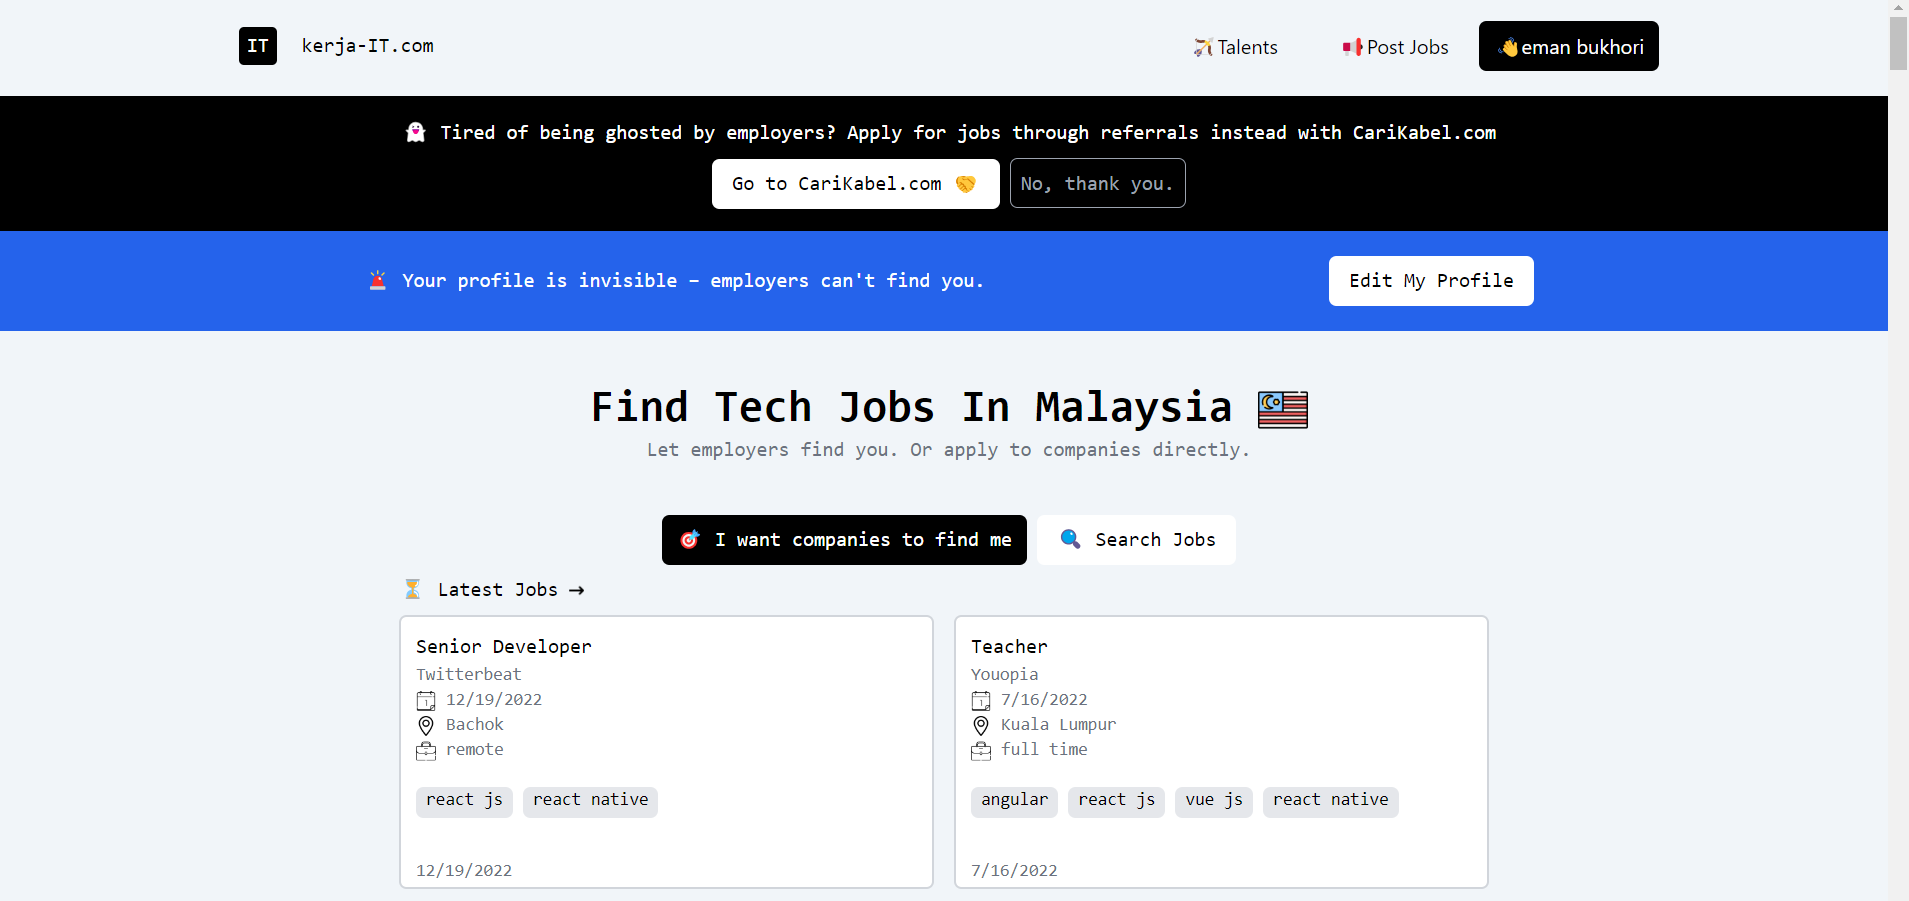 IT kerja-IT.com Talents Post Jobs eman bukhori
Tired of being ghosted by employers? Apply for jobs through referrals instead with CariKabel.com
Go to CariKabel.com No, thank you.
Your profile is invisible – employers can't find you. Edit My Profile
Find Tech Jobs In Malaysia
Let employers find you. Or apply to companies directly.
I want companies to find me Search Jobs
Latest Jobs →
Senior Developer
Twitterbeat
12/19/2022
Bachok
remote
react js react native
12/19/2022
Teacher
Youopia
7/16/2022
Kuala Lumpur
full time
angular react js vue js react native
7/16/2022